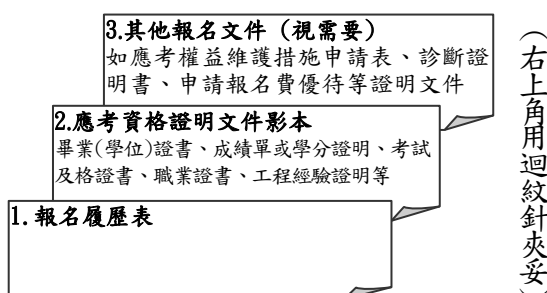 3.其他報名文件（視需要）
如應考權益維護措施申請表、診斷證
明書、申請報名費優待等證明文件
2.應考資格證明文件影本
畢業(學位)證書、成績單或學分證明、考試
及格證書、職業證書、工程經驗證明等
1.報名履歷表
（右上角用迴紋針夾妥）